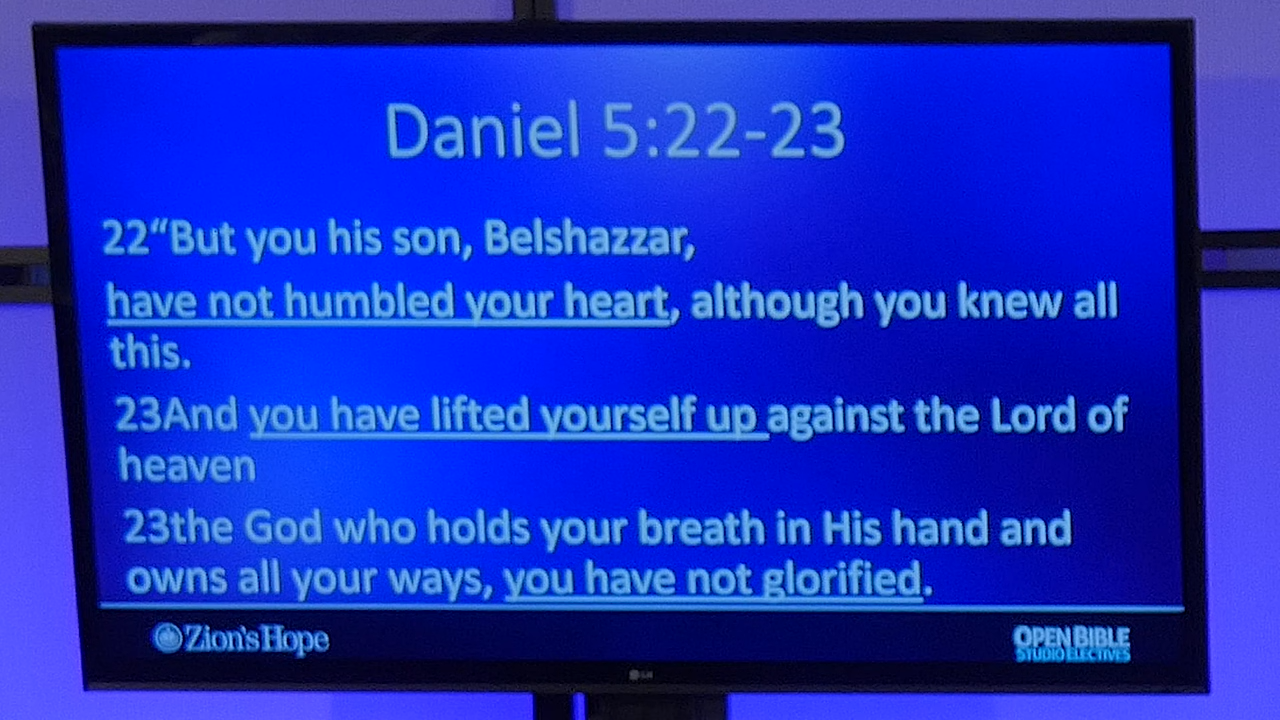 Daniel 5:22-23
22“But you his son, Belshazzar,
have not humbled your heart, although you knew all
this.
23And you have lifted yourself up against the Lord of
heaven
23the God who holds your breath in His hand and
owns all your ways, you have not glorified.
Zion's Hope
OPEN BIBLE
STUDIO ELECTIVES
LG